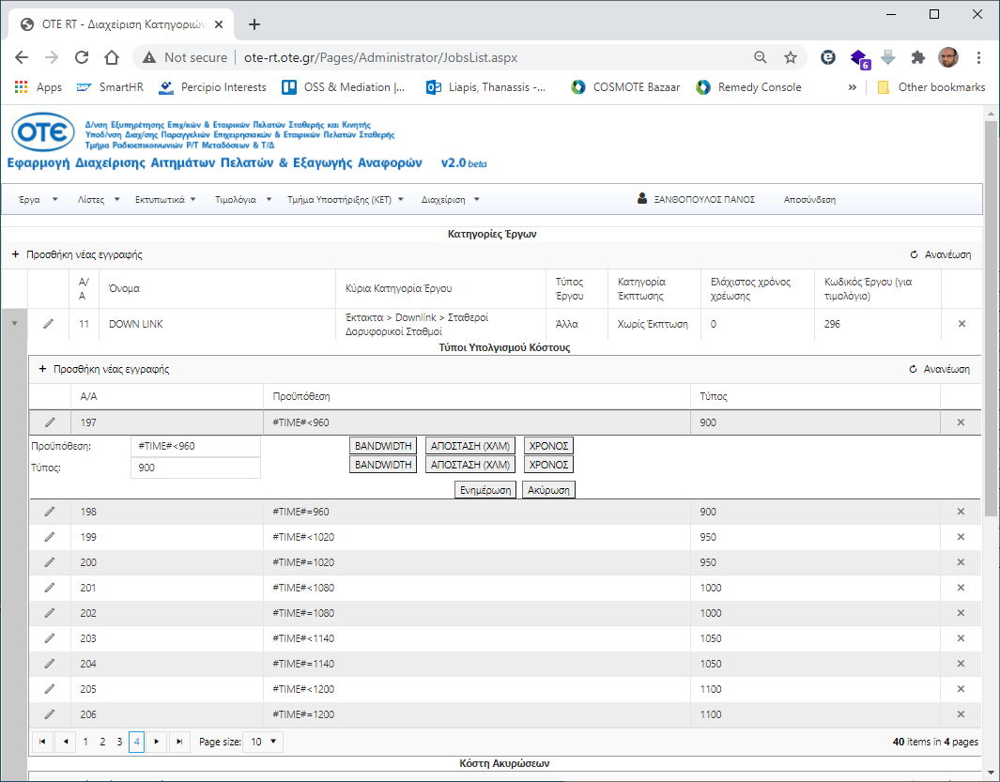 OTE RT - Διαχείριση Κατηγοριών
Not secure | ote-rt.ote.gr/Pages/Administrator/JobsList.aspx
6
Apps SmartHR Percipio Interests OSS & Mediation |... Liapis, Thanassis -... COSMOTE Bazaar Remedy Console » Other bookmarks
ΟΤΕ
Δ/νση Εξυπηρέτησης Επιχ/κών & Εταιρικών Πελατών Σταθερής και Κινητής
Υποδ/νση Διαχ/σης Παραγγελιών Επιχειρησιακών & Εταιρικών Πελατών Σταθερής
Τμήμα Ραδιοεπικοινωνιών Ρ/Τ Μεταδόσεων & Τ/Δ
Εφαρμογή Διαχείρισης Αιτημάτων Πελατών & Εξαγωγής Αναφορών v2.0 beta
Έργα Λίστες Εκτυπωτικά Τιμολόγια Τμήμα Υποστήριξης (ΚΕΤ) Διαχείριση ΞΑΝΘΟΠΟΥΛΟΣ ΠΑΝΟΣ Αποσύνδεση
Κατηγορίες Έργων
+ Προσθήκη νέας εγγραφής Ανανέωση
Α/Α Όνομα Κύρια Κατηγορία Έργου Τύπος Έργου Κατηγορία Έκπτωσης Ελάχιστος χρόνος χρέωσης Κωδικός Έργου (για τιμολόγιο)
11 DOWN LINK Έκτακτα > Downlink > Σταθεροί Δορυφορικοί Σταθμοί Άλλα Χωρίς Έκπτωση 0 296
Τύποι Υπολογισμού Κόστους
+ Προσθήκη νέας εγγραφής Ανανέωση
Α/Α Προϋπόθεση Τύπος
197 #TIME#<960 900
Προϋπόθεση: #TIME#<960 BANDWIDTH ΑΠΟΣΤΑΣΗ (ΧΛΜ) ΧΡΟΝΟΣ
Τύπος: 900 BANDWIDTH ΑΠΟΣΤΑΣΗ (ΧΛΜ) ΧΡΟΝΟΣ
Ενημέρωση Ακύρωση
198 #TIME#=960 900
199 #TIME#<1020 950
200 #TIME#=1020 950
201 #TIME#<1080 1000
202 #TIME#=1080 1000
203 #TIME#<1140 1050
204 #TIME#=1140 1050
205 #TIME#<1200 1100
206 #TIME#=1200 1100
1 2 3 4 Page size: 10 40 items in 4 pages
Κόστη Ακυρώσεων